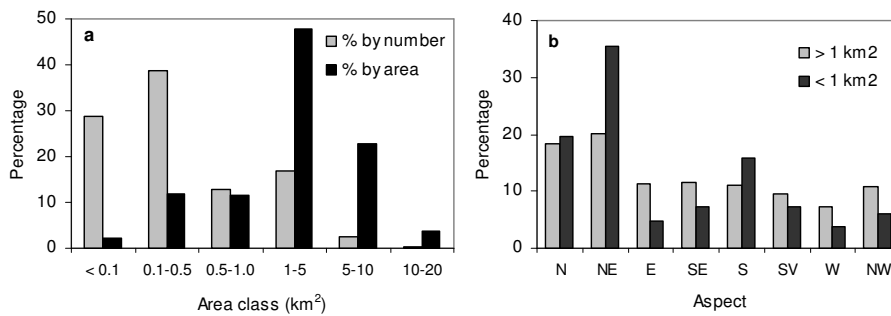 a
% by number
% by area
Percentage
50
40
30
20
10
0
< 0.1 0.1-0.5 0.5-1.0 1-5 5-10 10-20
Area class (km²)
b
> 1 km2
< 1 km2
Percentage
40
30
20
10
0
N NE E SE S SV W NW
Aspect